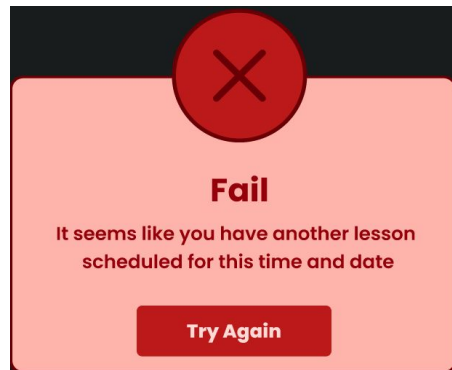 Fail
It seems like you have another lesson
scheduled for this time and date
Try Again